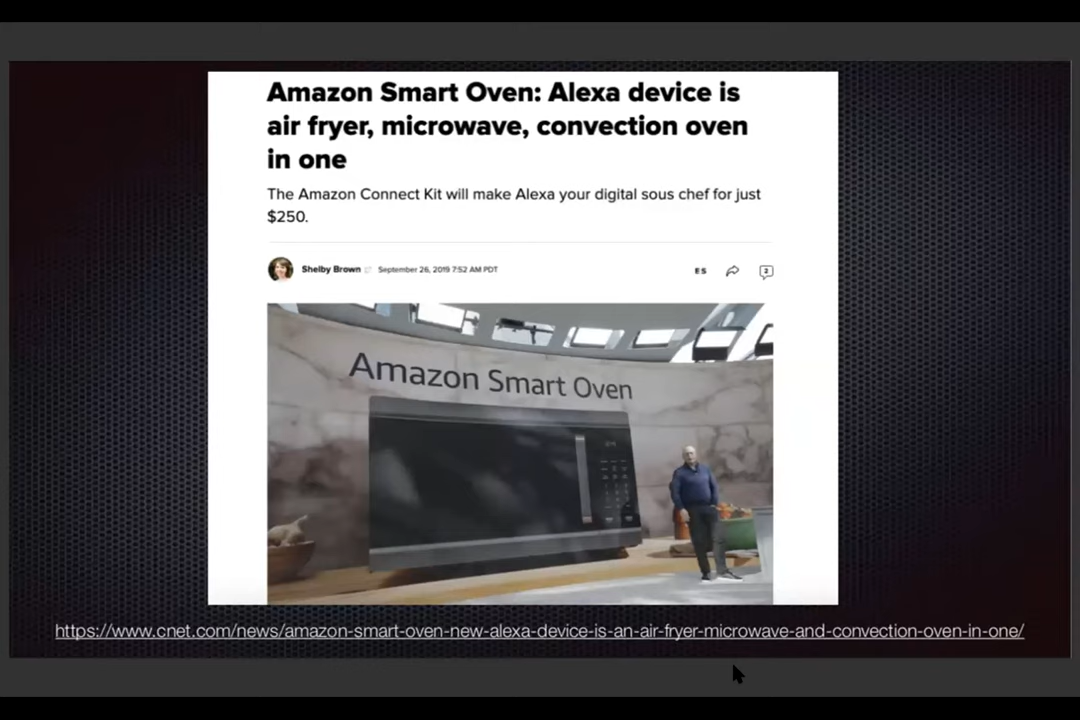 Amazon Smart Oven: Alexa device is
air fryer, microwave, convection oven
in one
The Amazon Connect Kit will make Alexa your digital sous chef for just
$250.
Shelby Brown September 26, 2019 7:52 AM PDT ES 2
Amazon Smart Oven
https://www.cnet.com/news/amazon-smart-oven-new-alexa-device-is-an-air-fryer-microwave-and-convection-oven-in-one/